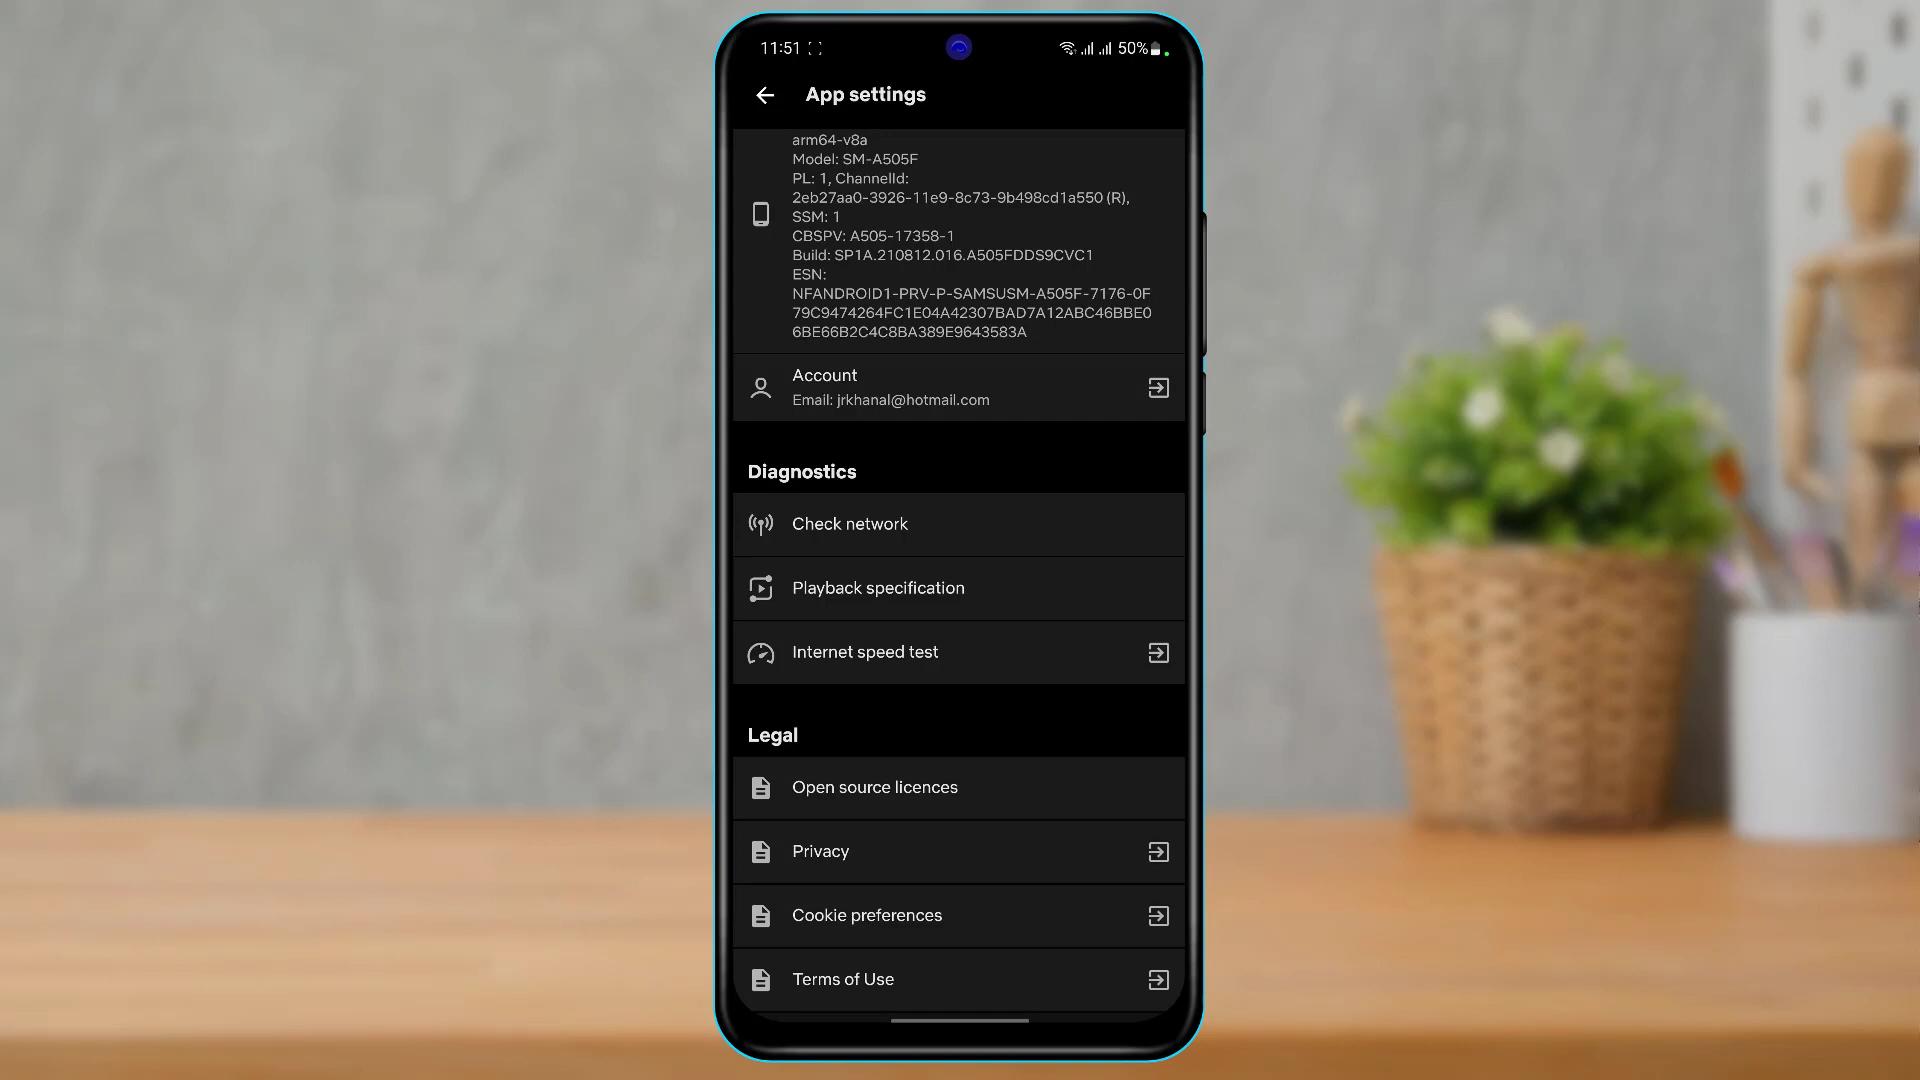 11:51
50%
App settings
arm64-v8a
Model: SM-A505F
PL: 1, ChannelId:
2eb27aa0-3926-11e9-8c73-9b498cd1a550 (R),
SSM: 1
CBSPV: A505-17358-1
Build: SP1A.210812.016.A505FDDS9CVC1
ESN:
NFANDROID1-PRV-P-SAMSUSM-A505F-7176-0F
79C9474264FC1E04A42307BAD7A12ABC46BBE0
6BE66B2C4C8BA389E9643583A
Account
Email: jrkhanal@hotmail.com
Diagnostics
Check network
Playback specification
Internet speed test
Legal
Open source licences
Privacy
Cookie preferences
Terms of Use